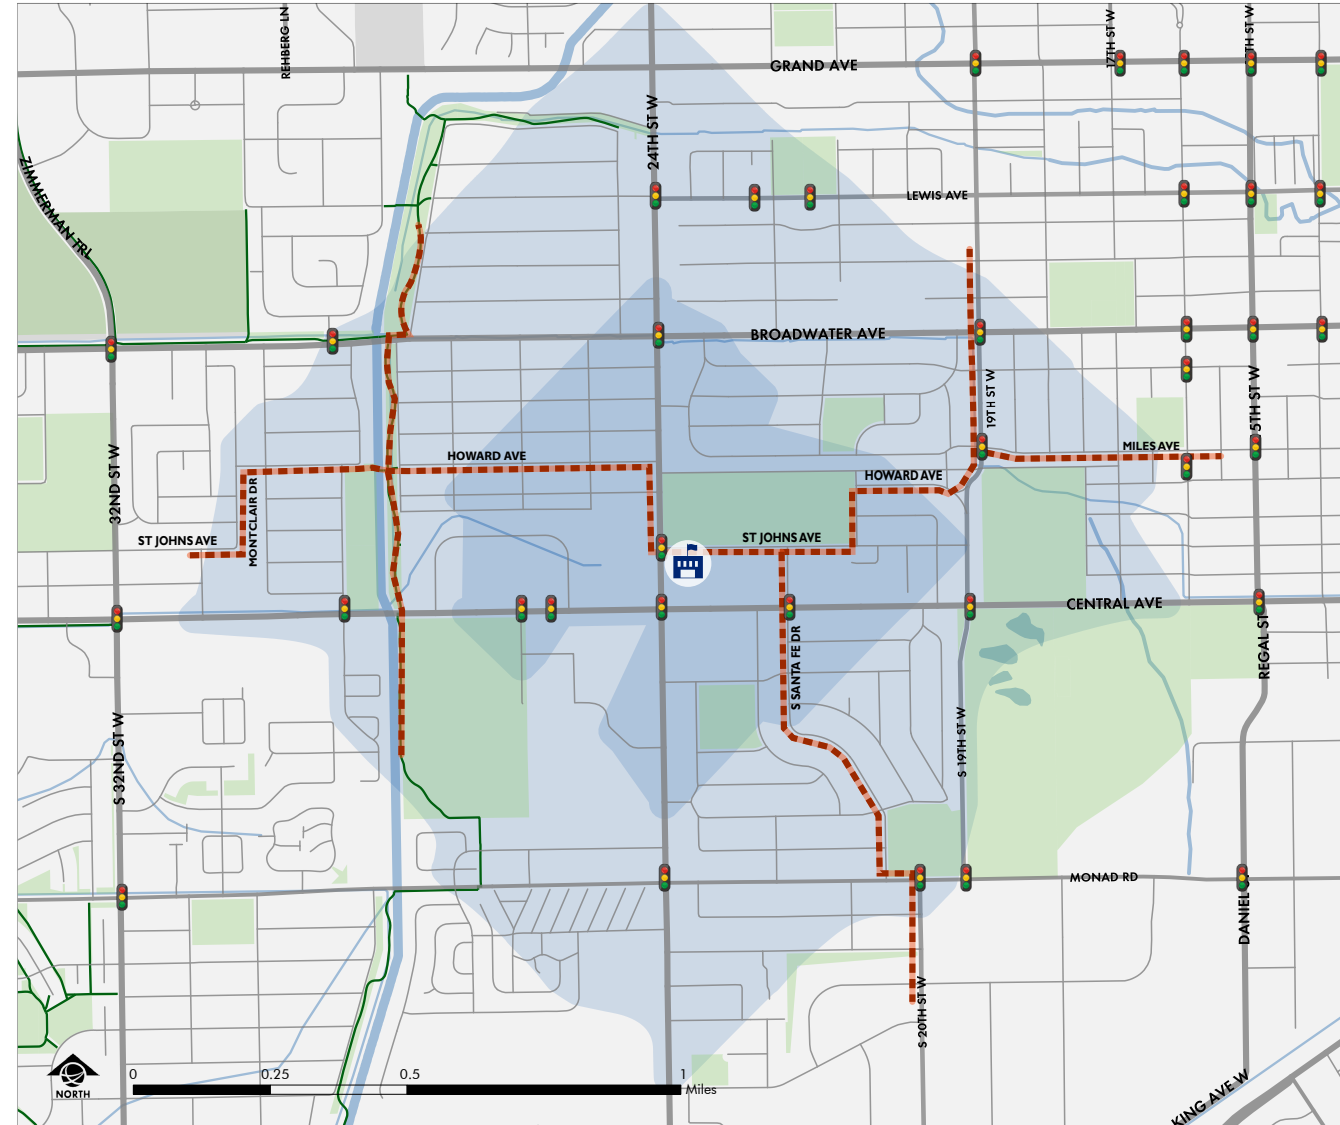 REHBERG LN
17TH ST W
GRAND AVE
24TH ST W
ZIMMERMAN TRL
LEWIS AVE
BROADWATER AVE
19TH ST W
5TH ST W
32ND ST W
HOWARD AVE
MILES AVE
HOWARD AVE
MONTCLAIR DR
ST JOHNS AVE
ST JOHNS AVE
CENTRAL AVE
REGAL ST
S SANTA FE DR
S 32ND ST W
S 19TH ST W
MONAD RD
DANIEL S
S 20TH ST W
KING AVE W
NORTH
0 0.25 0.5 1
Miles